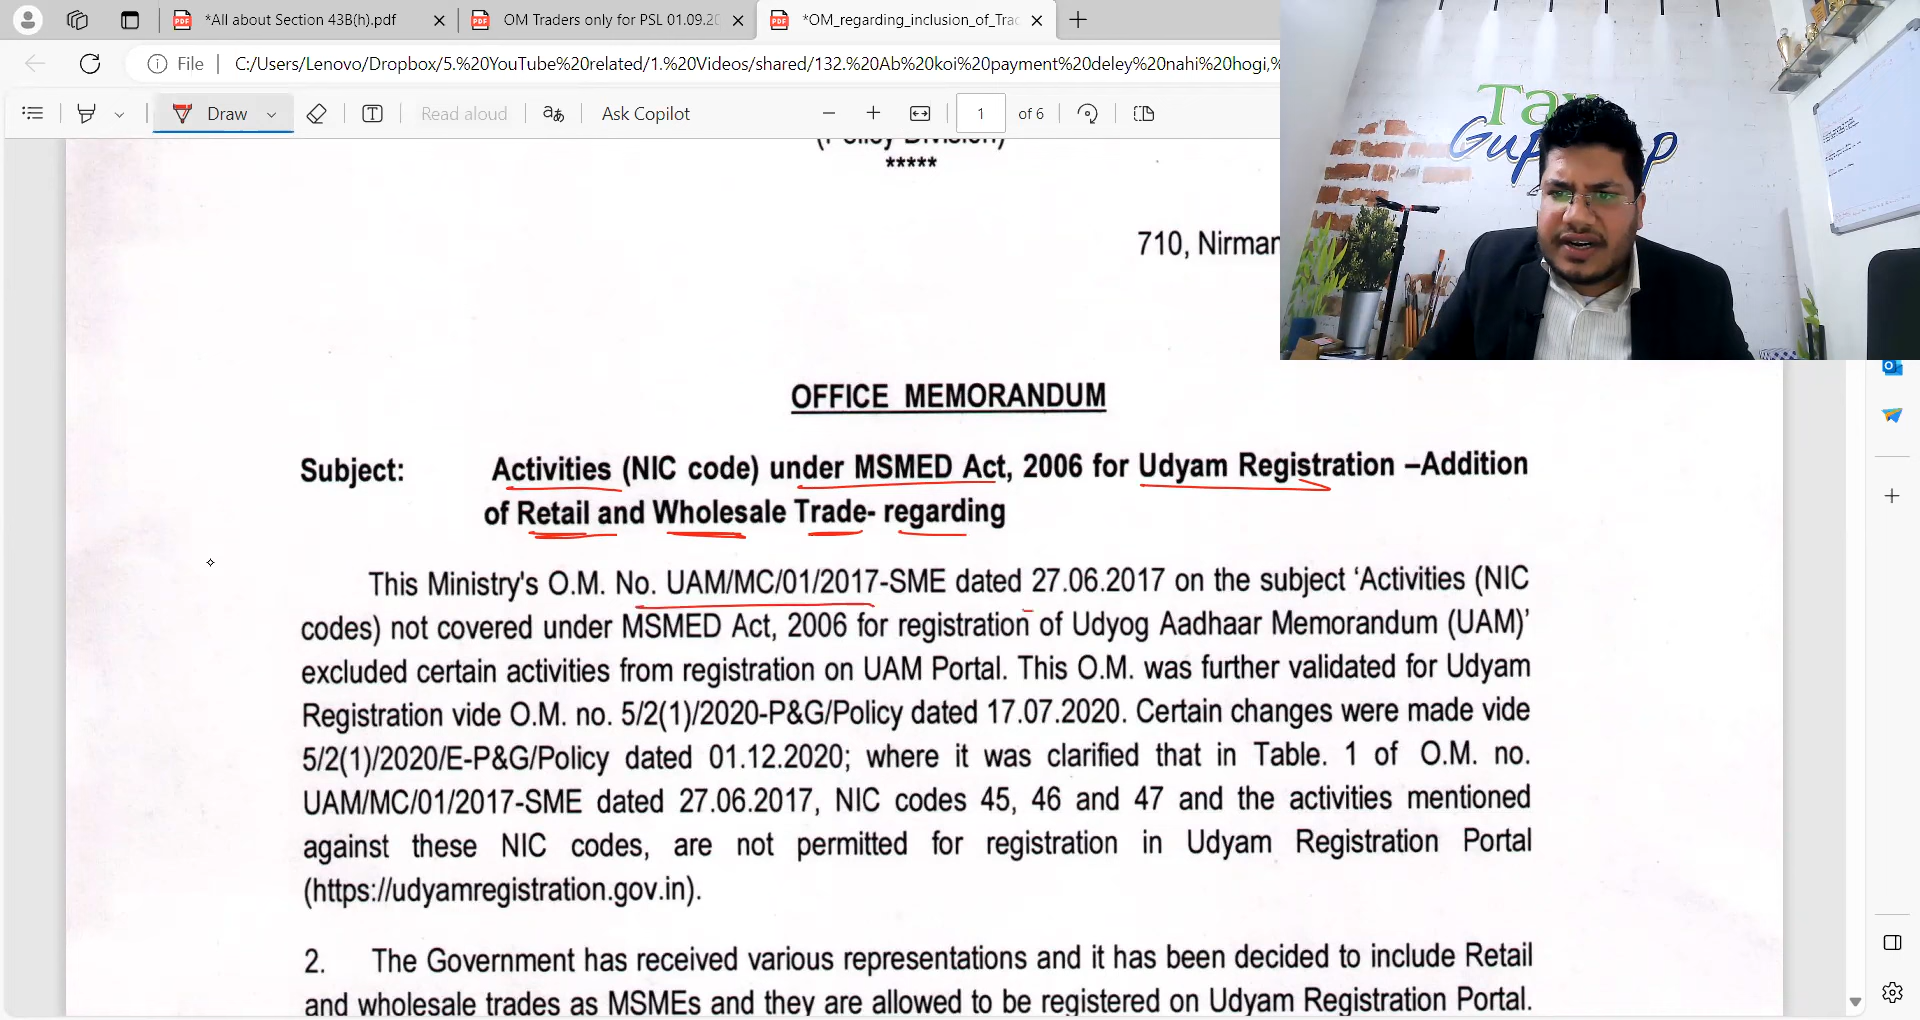 *All about Section 43B(h).pdf
OM Traders only for PSL 01.09.20
*OM_regarding_inclusion_of_Tra
File
C:/Users/Lenovo/Dropbox/5.%20YouTube%20related/1.%20Videos/shared/132.%20Ab%20koi%20payment%20deley%20nahi%20hogi,%
Draw
Read aloud
Ask Copilot
1 of 6
(Policy Division)
*****
710, Nirman
Tax
OFFICE MEMORANDUM
Subject: Activities (NIC code) under MSMED Act, 2006 for Udyam Registration –Addition
of Retail and Wholesale Trade- regarding
This Ministry's O.M. No. UAM/MC/01/2017-SME dated 27.06.2017 on the subject ‘Activities (NIC
codes) not covered under MSMED Act, 2006 for registration of Udyog Aadhaar Memorandum (UAM)’
excluded certain activities from registration on UAM Portal. This O.M. was further validated for Udyam
Registration vide O.M. no. 5/2(1)/2020-P&G/Policy dated 17.07.2020. Certain changes were made vide
5/2(1)/2020/E-P&G/Policy dated 01.12.2020; where it was clarified that in Table. 1 of O.M. no.
UAM/MC/01/2017-SME dated 27.06.2017, NIC codes 45, 46 and 47 and the activities mentioned
against these NIC codes, are not permitted for registration in Udyam Registration Portal
(https://udyamregistration.gov.in).
2. The Government has received various representations and it has been decided to include Retail
and wholesale trades as MSMEs and they are allowed to be registered on Udyam Registration Portal.